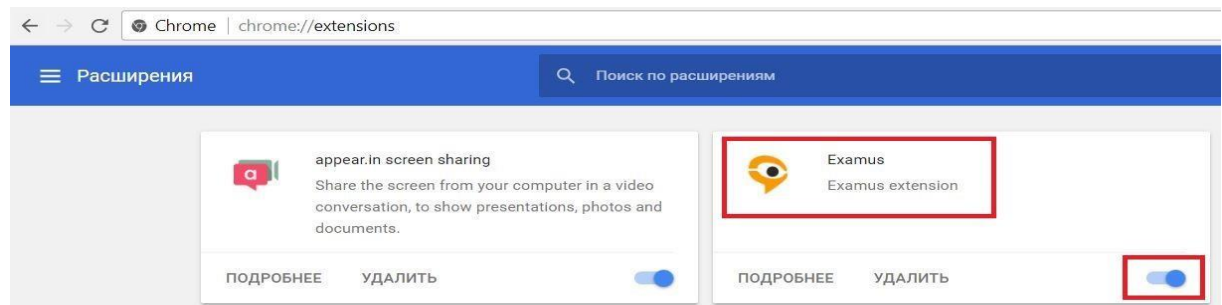 Chrome | chrome://extensions
Расширения
Поиск по расширениям
a
appear.in screen sharing
Share the screen from your computer in a video
conversation, to show presentations, photos and
documents.
ПОДРОБНЕЕ УДАЛИТЬ
Examus
Examus extension
ПОДРОБНЕЕ УДАЛИТЬ